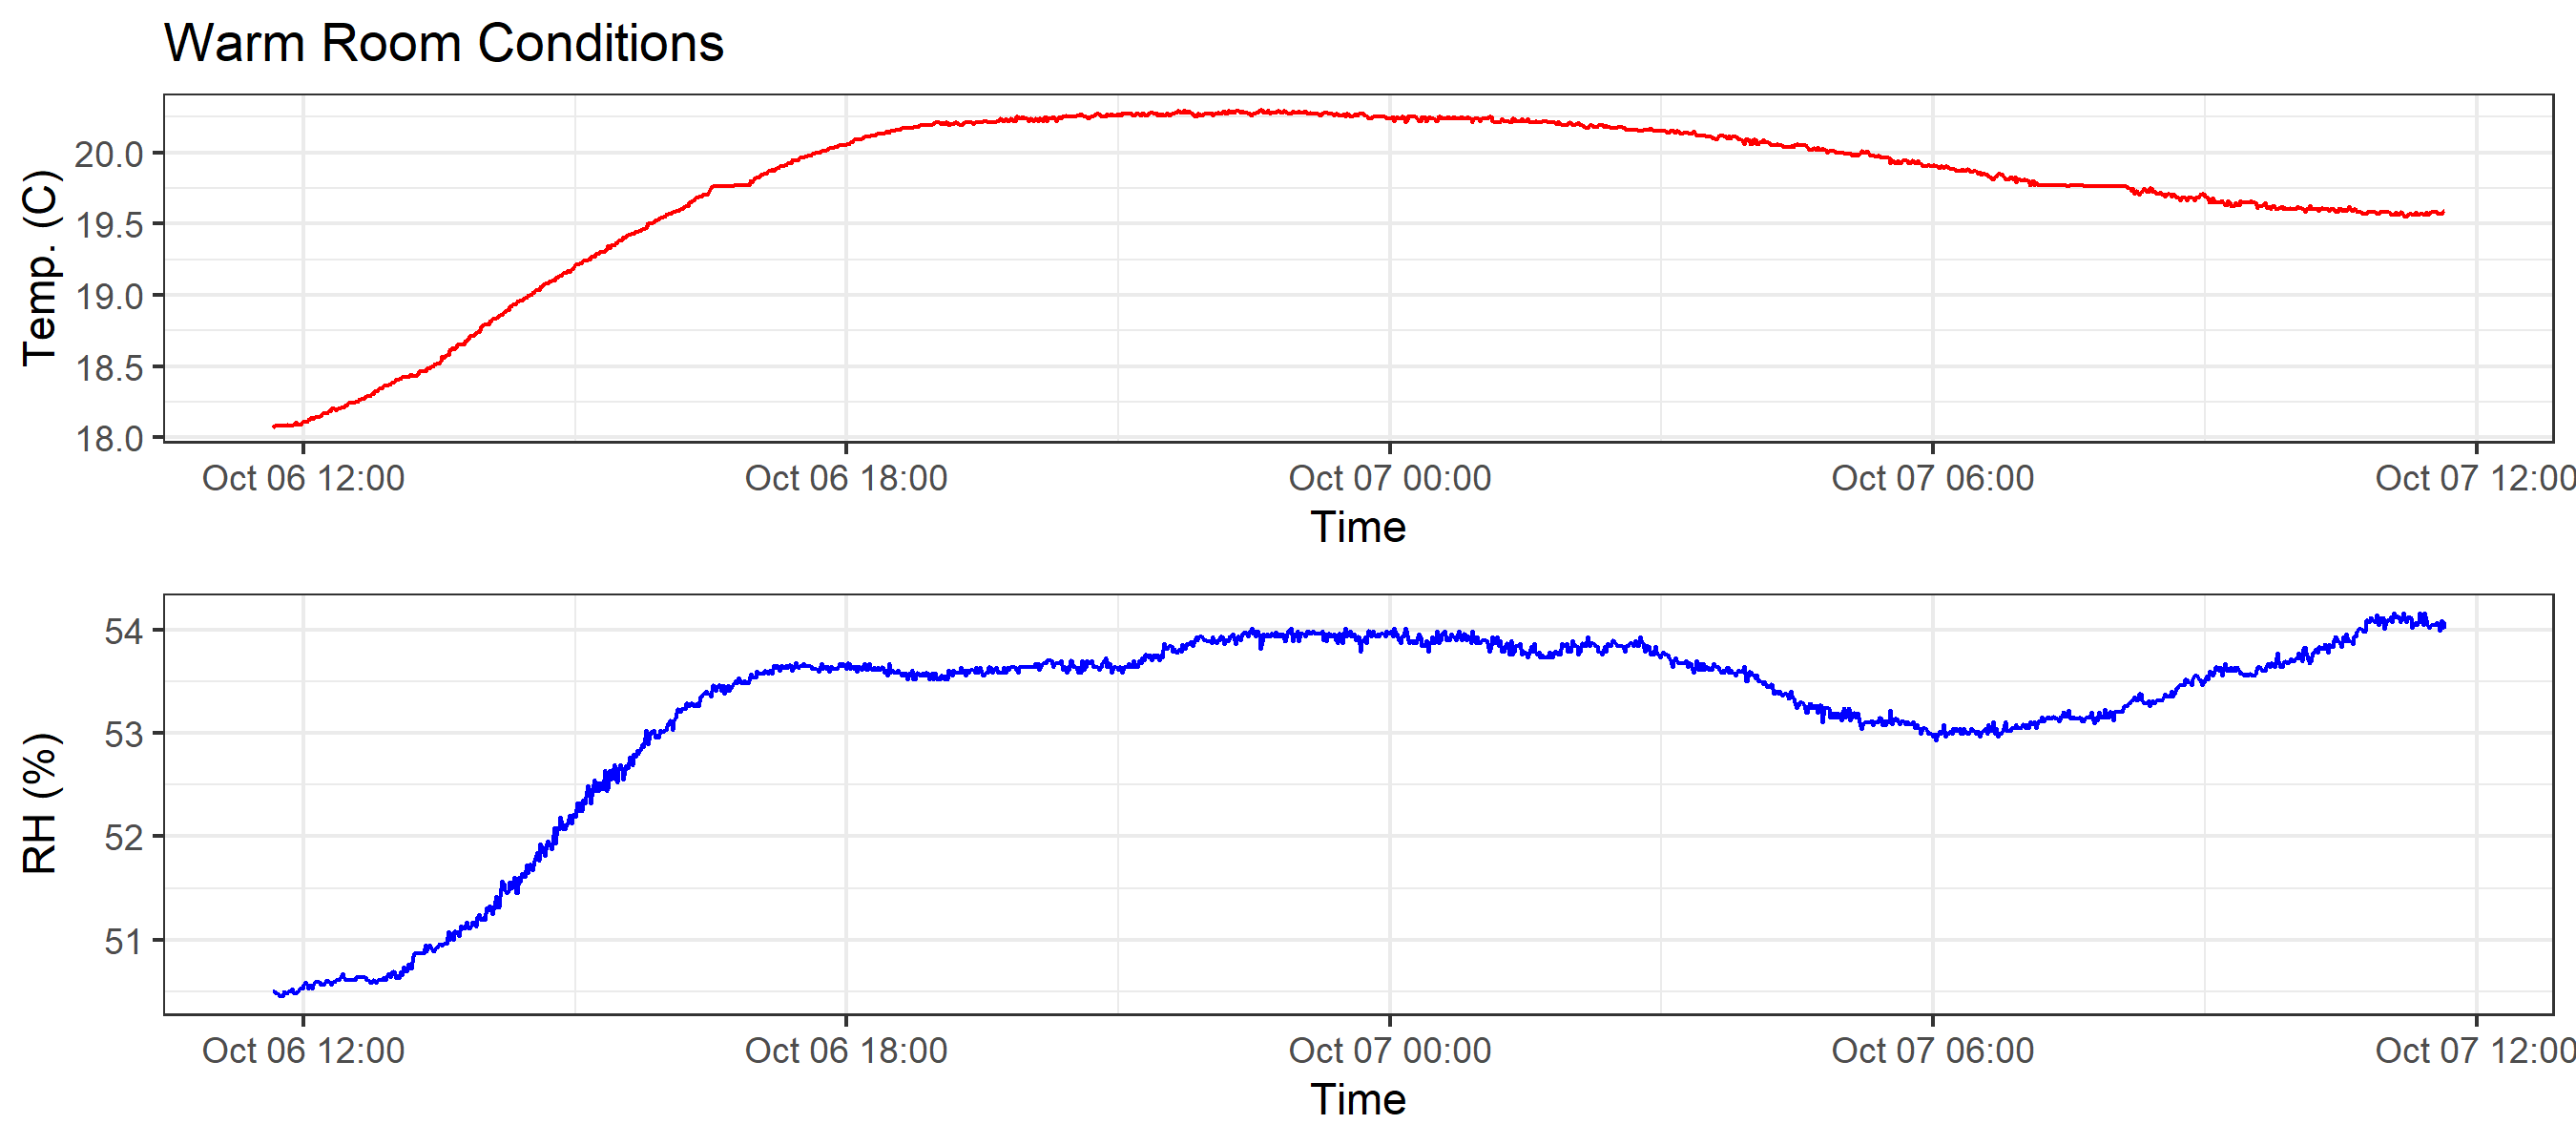 Warm Room Conditions
Temp. (C)
20.0
19.5
19.0
18.5
18.0
Oct 06 12:00 Oct 06 18:00 Oct 07 00:00 Oct 07 06:00 Oct 07 12:00
Time
RH (%)
54
53
52
51
Oct 06 12:00 Oct 06 18:00 Oct 07 00:00 Oct 07 06:00 Oct 07 12:00
Time